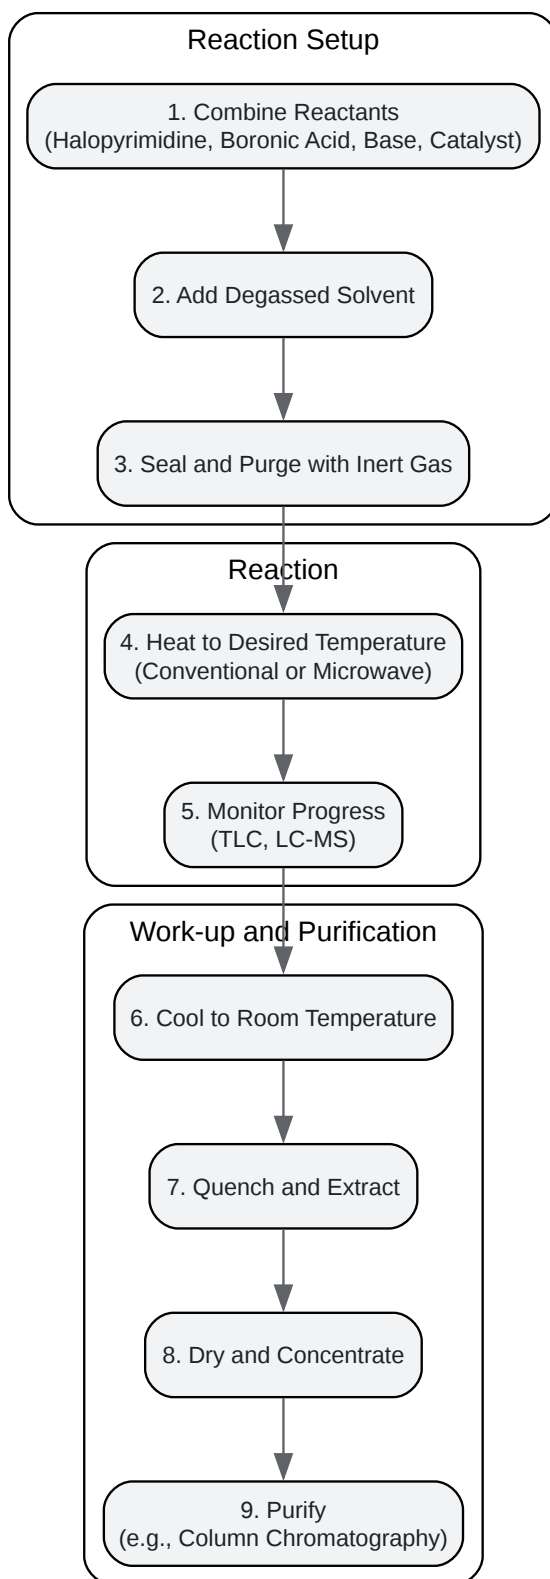 Reaction Setup
1. Combine Reactants
(Halopyrimidine, Boronic Acid, Base, Catalyst)
2. Add Degassed Solvent
3. Seal and Purge with Inert Gas
Reaction
4. Heat to Desired Temperature
(Conventional or Microwave)
5. Monitor Progress
(TLC, LC-MS)
Work-up and Purification
6. Cool to Room Temperature
7. Quench and Extract
8. Dry and Concentrate
9. Purify
(e.g., Column Chromatography)